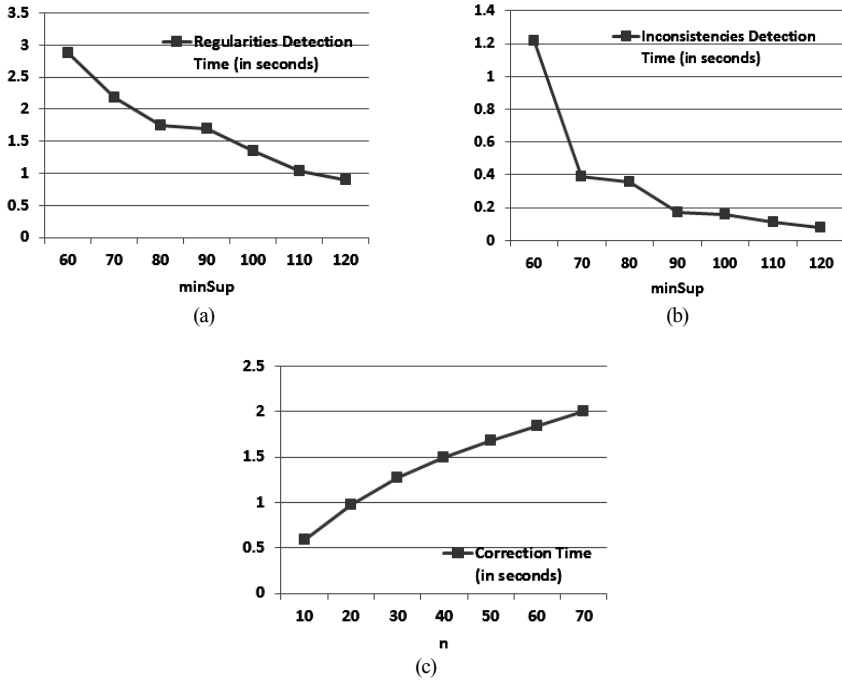 3.5
3
2.5
2
1.5
1
0.5
0
Regularities Detection
Time (in seconds)
60 70 80 90 100 110 120
minSup
(a)
1.4
1.2
1
0.8
0.6
0.4
0.2
0
Inconsistencies Detection
Time (in seconds)
60 70 80 90 100 110 120
minSup
(b)
2.5
2
1.5
1
0.5
0
Correction Time
(in seconds)
10 20 30 40 50 60 70
n
(c)